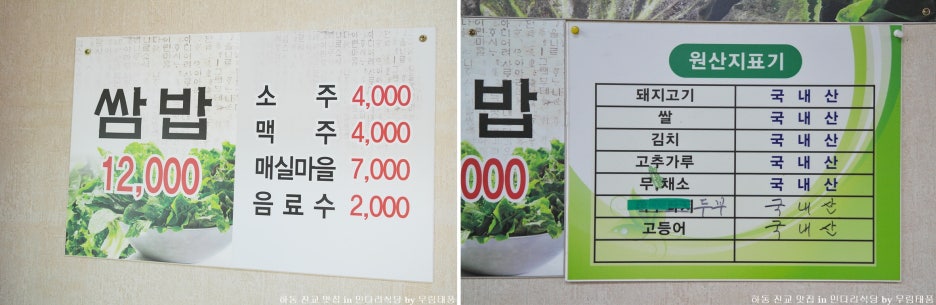 쌈밥
12,000
소 주 4,000
맥 주 4,000
매실마을 7,000
음료수 2,000
밥
000
원산지표기
돼지고기 국 내 산
쌀 국 내 산
김치 국 내 산
고추가루 국 내 산
무,채소 국 내 산
두부 국 내 산
고등어 국 내 산
하동 진교 맛집 in 민다리식당 by 우림태풍
하동 진교 맛집 in 민다리식당 by 우림태풍